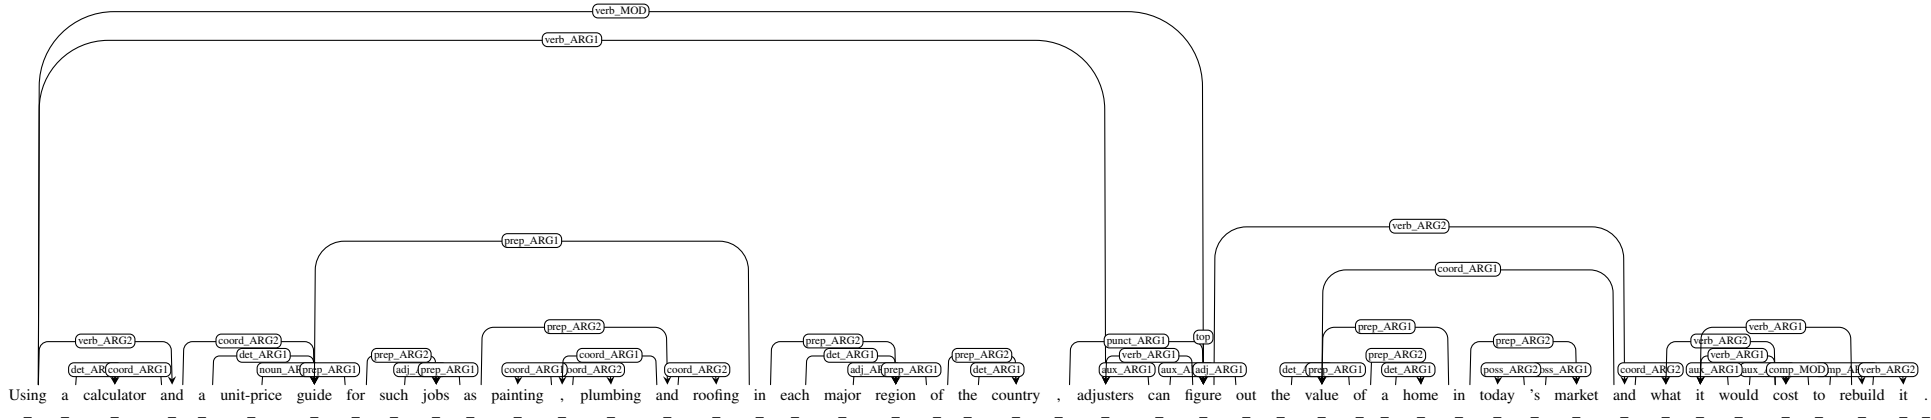 verb_MOD
verb_ARG1
verb_ARG2
prep_ARG1
coord_ARG1
prep_ARG2 prep_ARG1 verb_ARG1
top
verb_ARG2 coord_ARG2 prep_ARG2 punct_ARG1 prep_ARG2 verb_ARG2
det_ARG1 prep_ARG2 coord_ARG1 det_ARG1 prep_ARG2 verb_ARG1 prep_ARG2 verb_ARG1
coord_ARG1 prep_ARG1 prep_ARG1 coord_ARG2 prep_ARG1 det_ARG1 aux_ARG1 adj_ARG1 prep_ARG1 det_ARG1 poss_ARG2 coord_ARG2 aux_ARG1 comp_MOD verb_ARG2
Using a calculator and a unit-price guide for such jobs as painting , plumbing and roofing in each major region of the country , adjusters can figure out the value of a home in today 's market and what it would cost to rebuild it .